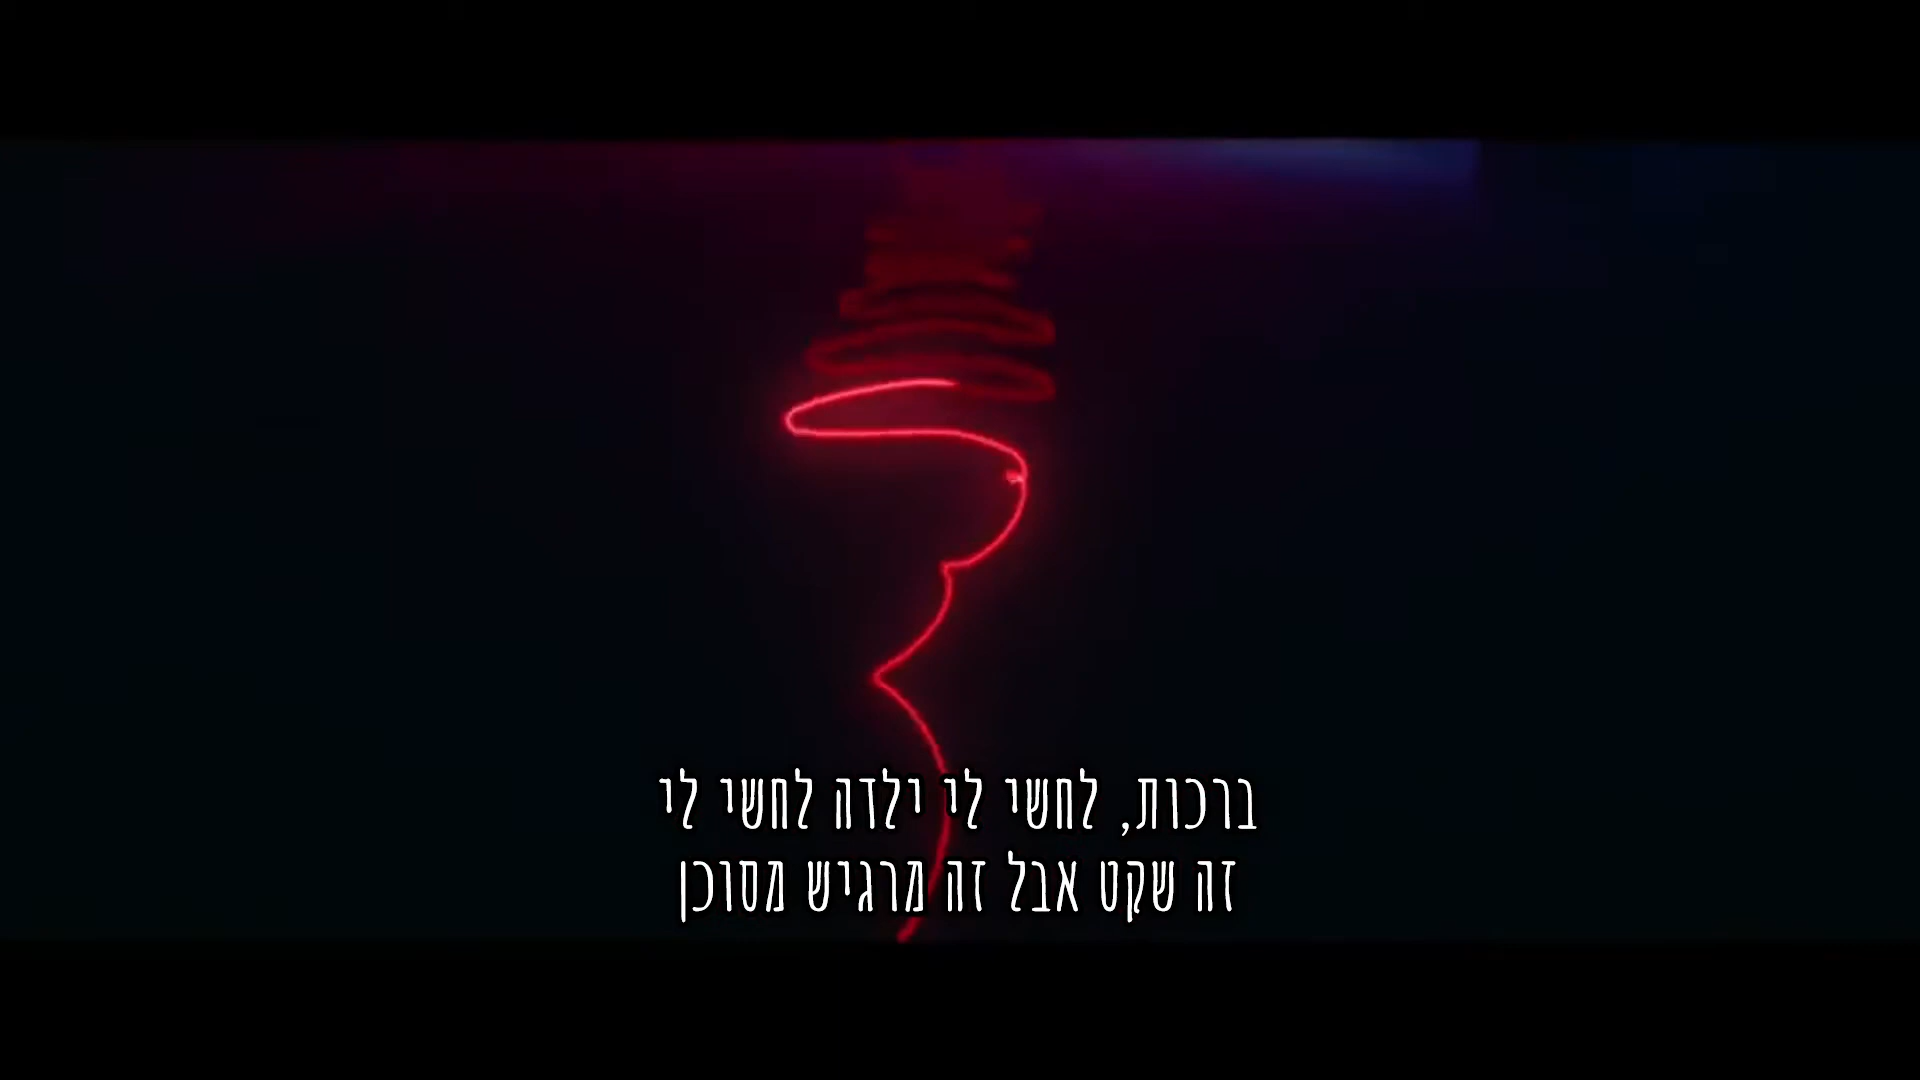 ברכות, לחשי לי ילדה לחשי לי
זה שקט אבל זה מרגיש מסוכן